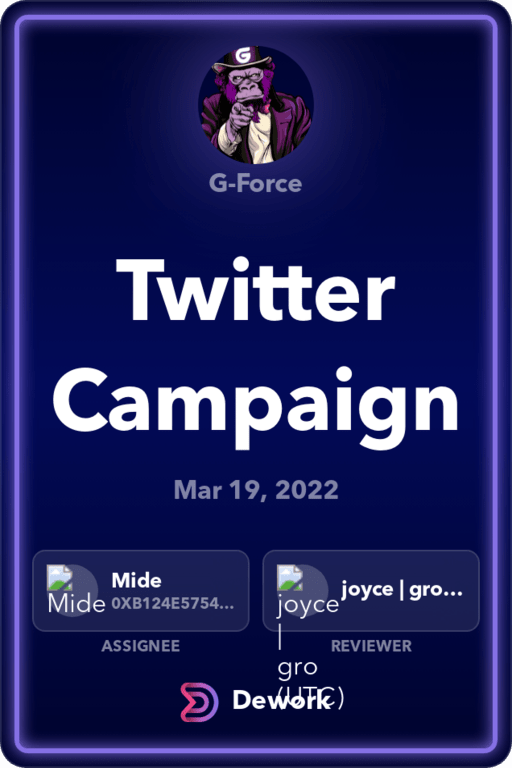 G
G-Force
Twitter
Campaign
Mar 19, 2022
Mide
Mide
0XB124E5754...
joyce
|
gro
(UTC)
joyce | gro...
ASSIGNEE
REVIEWER
Dework